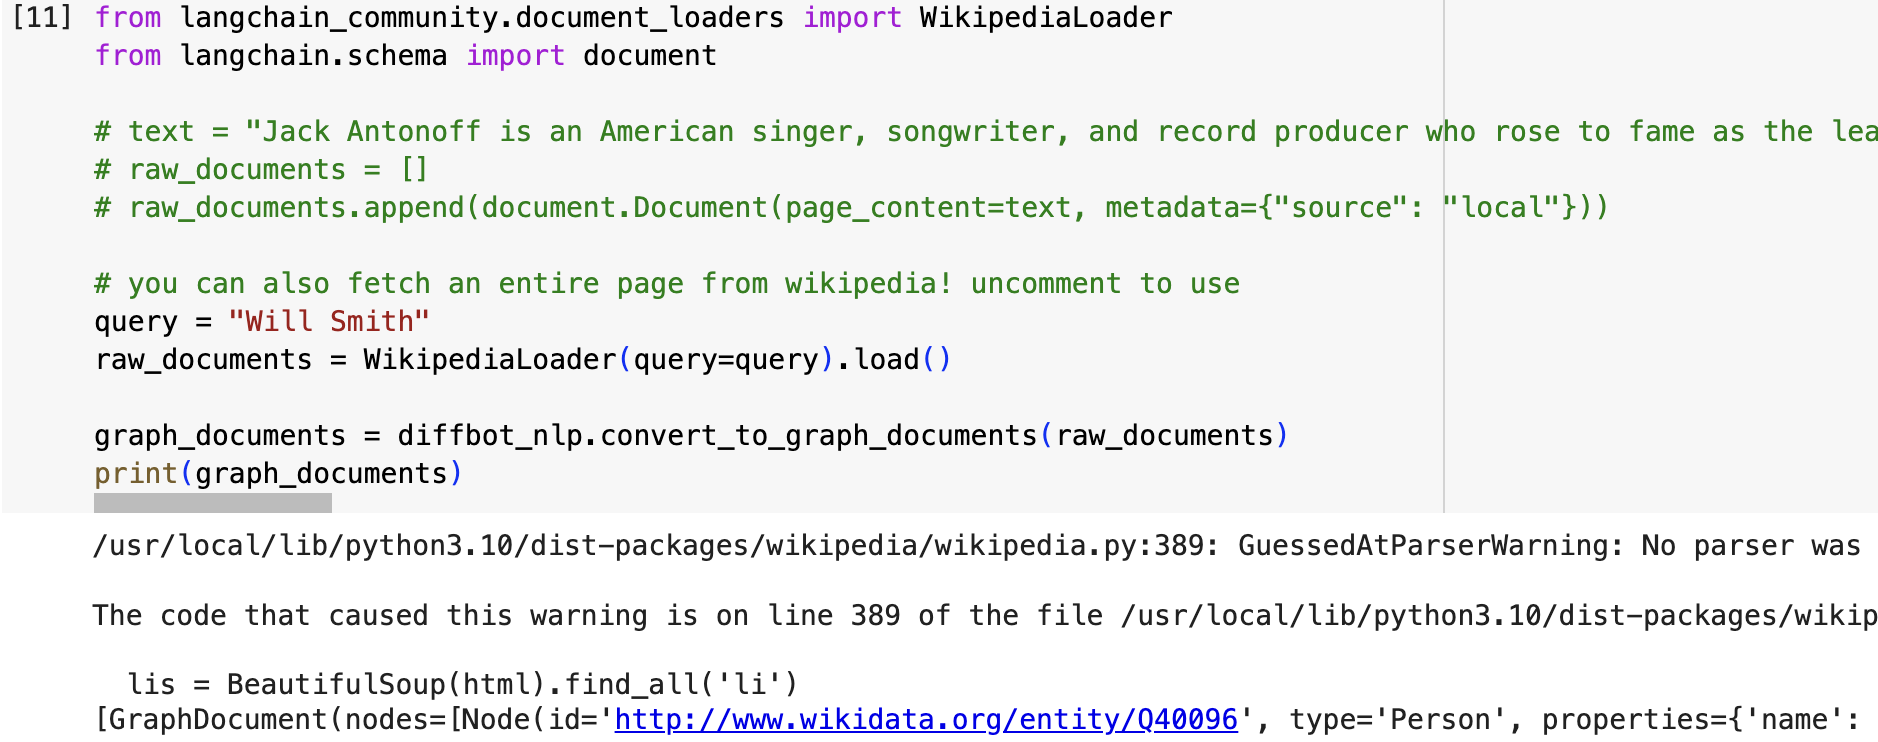 [11] from langchain_community.document_loaders import WikipediaLoader
from langchain.schema import document
# text = "Jack Antonoff is an American singer, songwriter, and record producer who rose to fame as the lea
# raw_documents = []
# raw_documents.append(document.Document(page_content=text, metadata={"source": "local"}))
# you can also fetch an entire page from wikipedia! uncomment to use
query = "Will Smith"
raw_documents = WikipediaLoader(query=query).load()
graph_documents = diffbot_nlp.convert_to_graph_documents(raw_documents)
print(graph_documents)
/usr/local/lib/python3.10/dist-packages/wikipedia/wikipedia.py:389: GuessedAtParserWarning: No parser was
The code that caused this warning is on line 389 of the file /usr/local/lib/python3.10/dist-packages/wikip
lis = BeautifulSoup(html).find_all('li')
[GraphDocument(nodes=[Node(id='http://www.wikidata.org/entity/Q40096', type='Person', properties={'name':